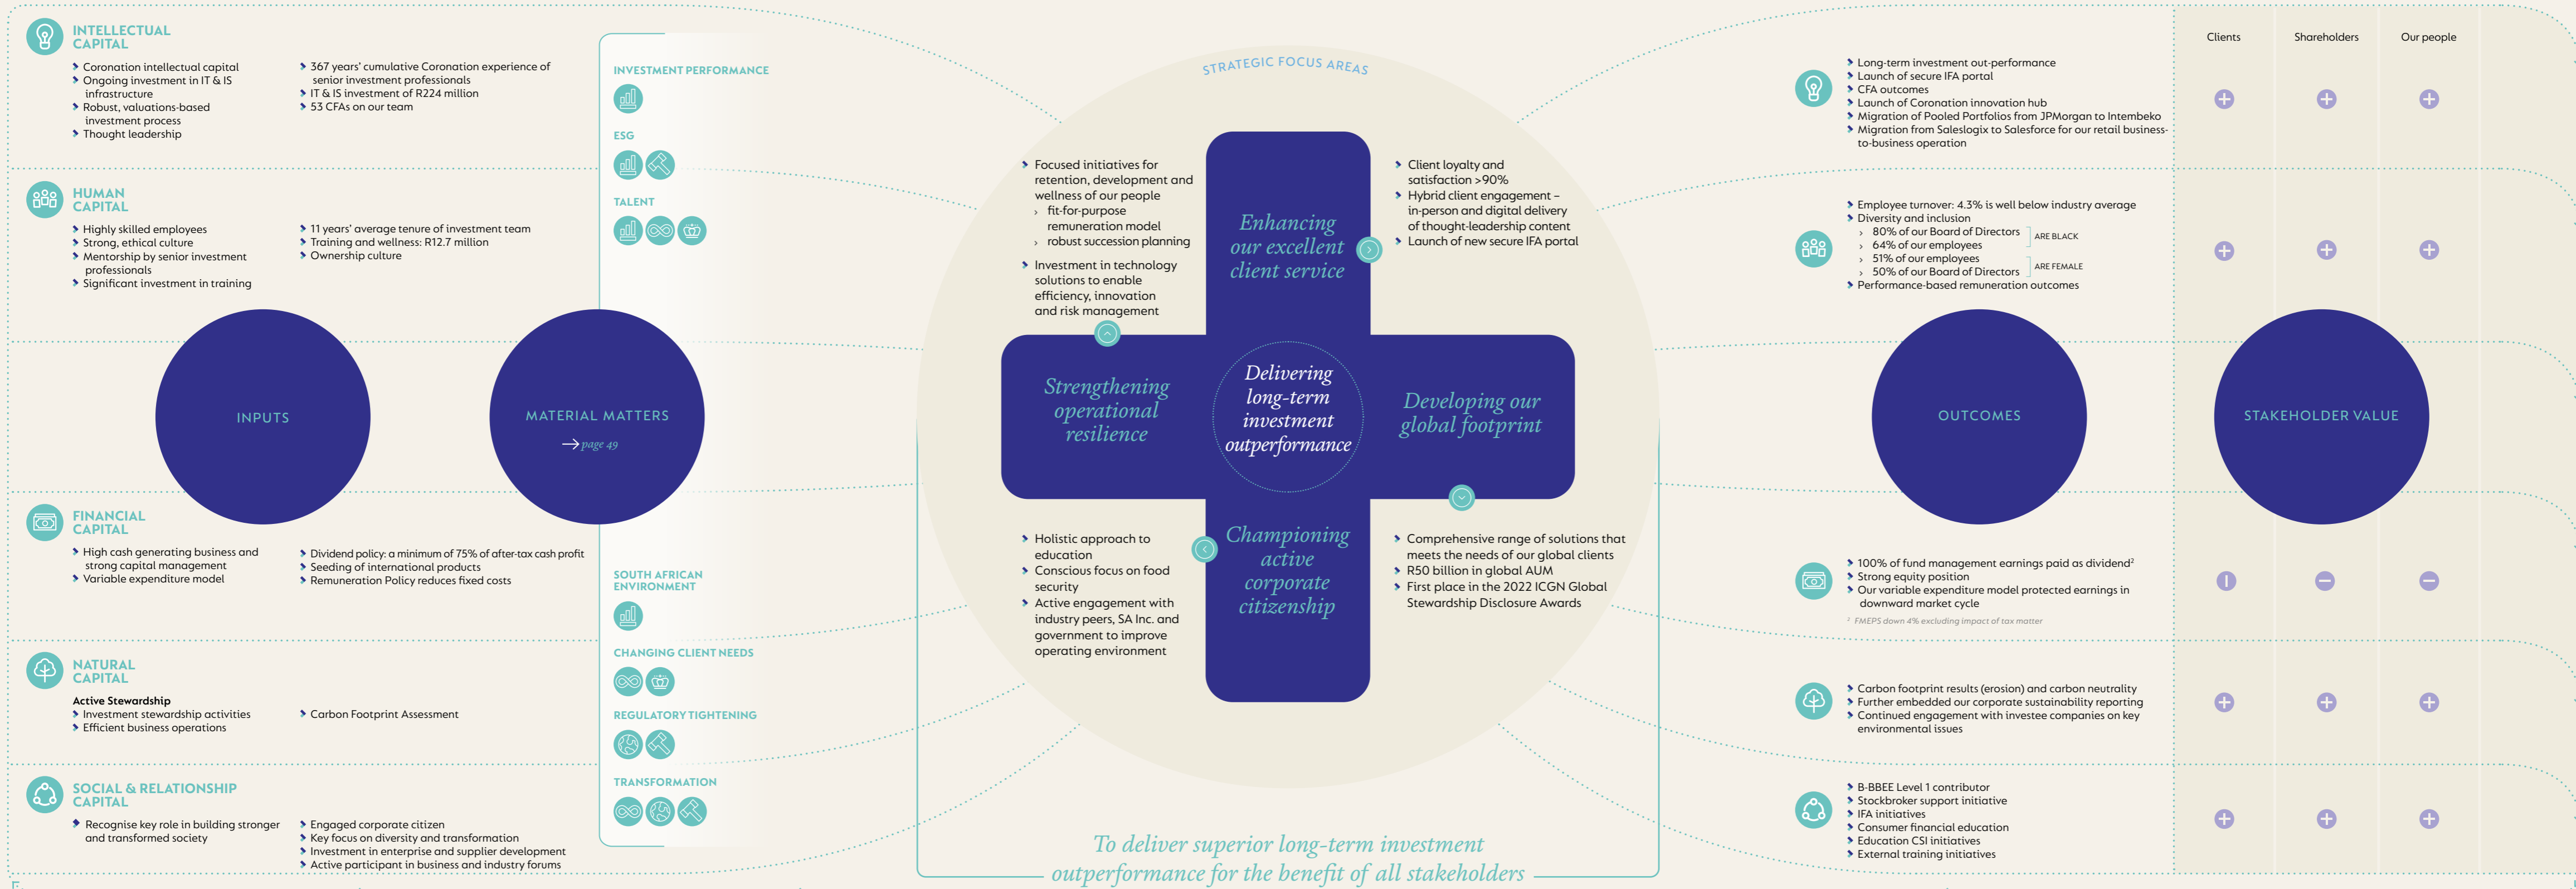 INTELLECTUAL
CAPITAL
Coronation intellectual capital
Ongoing investment in IT & IS
infrastructure
Robust, valuations-based
investment process
Thought leadership
367 years' cumulative Coronation experience of
senior investment professionals
IT & IS investment of R224 million
53 CFAs on our team
HUMAN
CAPITAL
Highly skilled employees
Strong, ethical culture
Mentorship by senior investment
professionals
Significant investment in training
11 years' average tenure of investment team
Training and wellness: R12.7 million
Ownership culture
INPUTS
MATERIAL MATTERS
page 49
FINANCIAL
CAPITAL
High cash generating business and
strong capital management
Variable expenditure model
Dividend policy: a minimum of 75% of after-tax cash profit
Seeding of international products
Remuneration Policy reduces fixed costs
NATURAL
CAPITAL
Active Stewardship
Investment stewardship activities
Efficient business operations
Carbon Footprint Assessment
SOCIAL & RELATIONSHIP
CAPITAL
Recognise key role in building stronger
and transformed society
Engaged corporate citizen
Key focus on diversity and transformation
Investment in enterprise and supplier development
Active participant in business and industry forums
INVESTMENT PERFORMANCE
ESG
TALENT
SOUTH AFRICAN
ENVIRONMENT
CHANGING CLIENT NEEDS
REGULATORY TIGHTENING
TRANSFORMATION
STRATEGIC FOCUS AREAS
Focused initiatives for
retention, development and
wellness of our people
fit-for-purpose
remuneration model
robust succession planning
Investment in technology
solutions to enable
efficiency, innovation
and risk management
Enhancing
our excellent
client service
Client loyalty and
satisfaction >90%
Hybrid client engagement –
in-person and digital delivery
of thought-leadership content
Launch of new secure IFA portal
Strengthening
operational
resilience
Delivering
long-term
investment
outperformance
Developing our
global footprint
Holistic approach to
education
Conscious focus on food
security
Active engagement with
industry peers, SA Inc. and
government to improve
operating environment
Championing
active
corporate
citizenship
Comprehensive range of solutions that
meets the needs of our global clients
R50 billion in global AUM
First place in the 2022 ICGN Global
Stewardship Disclosure Awards
To deliver superior long-term investment
outperformance for the benefit of all stakeholders
Clients
Shareholders
Our people
Long-term investment out-performance
Launch of secure IFA portal
CFA outcomes
Launch of Coronation innovation hub
Migration of Pooled Portfolios from JPMorgan to Intembeko
Migration from Saleslogix to Salesforce for our retail business-
to-business operation
Employee turnover: 4.3% is well below industry average
Diversity and inclusion
80% of our Board of Directors
64% of our employees
ARE BLACK
51% of our employees
50% of our Board of Directors
ARE FEMALE
Performance-based remuneration outcomes
OUTCOMES
STAKEHOLDER VALUE
100% of fund management earnings paid as dividend²
Strong equity position
Our variable expenditure model protected earnings in
downward market cycle
² FMEPS down 4% excluding impact of tax matter
Carbon footprint results (erosion) and carbon neutrality
Further embedded our corporate sustainability reporting
Continued engagement with investee companies on key
environmental issues
B-BBEE Level 1 contributor
Stockbroker support initiative
IFA initiatives
Consumer financial education
Education CSI initiatives
External training initiatives